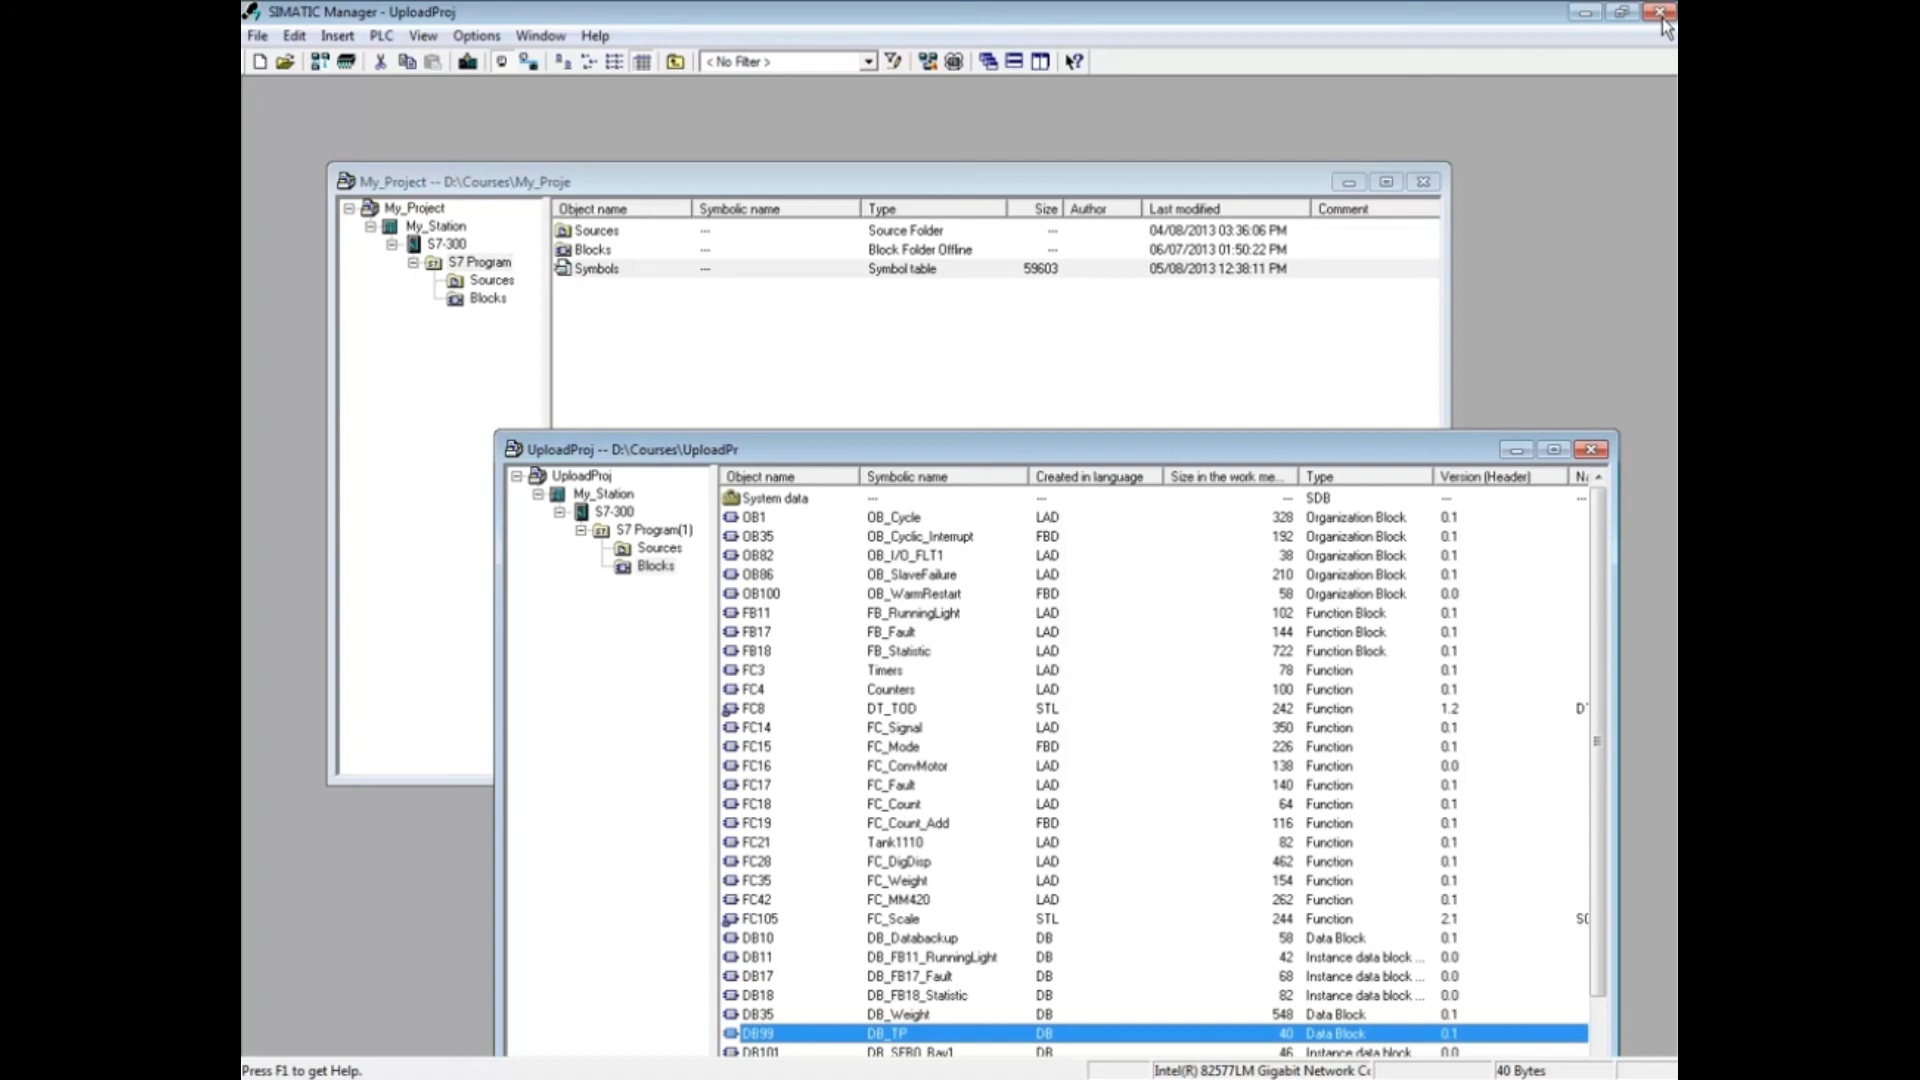 SIMATIC Manager - UploadProj
File Edit Insert PLC View Options Window Help
< No Filter >
My_Project -- D:\Courses\My_Proje
My_Project
My_Station
S7-300
S7 Program
Sources
Blocks
Object name Symbolic name Type Size Author Last modified Comment
Sources --- Source Folder --- 04/08/2013 03:36:06 PM
Blocks --- Block Folder Offline --- 06/07/2013 01:50:22 PM
Symbols --- Symbol table 59603 05/08/2013 12:38:11 PM
UploadProj -- D:\Courses\UploadPr
UploadProj
My_Station
S7-300
S7 Program(1)
Sources
Blocks
Object name Symbolic name Created in language Size in the work me... Type Version (Header) Na
System data --- --- --- SDB --- ---
OB1 OB_Cycle LAD 328 Organization Block 0.1
OB35 OB_Cyclic_Interrupt FBD 192 Organization Block 0.1
OB82 OB_I/O_FLT1 LAD 38 Organization Block 0.1
OB86 OB_SlaveFailure LAD 210 Organization Block 0.1
OB100 OB_WarmRestart FBD 58 Organization Block 0.0
FB11 FB_RunningLight LAD 102 Function Block 0.1
FB17 FB_Fault LAD 144 Function Block 0.1
FB18 FB_Statistic LAD 722 Function Block 0.1
FC3 Timers LAD 78 Function 0.1
FC4 Counters LAD 100 Function 0.1
FC8 DT_TOD STL 242 Function 1.2 D
FC14 FC_Signal LAD 350 Function 0.1
FC15 FC_Mode FBD 226 Function 0.1
FC16 FC_ConvMotor LAD 138 Function 0.0
FC17 FC_Fault LAD 140 Function 0.1
FC18 FC_Count LAD 64 Function 0.1
FC19 FC_Count_Add FBD 116 Function 0.1
FC21 Tank1110 LAD 82 Function 0.1
FC28 FC_DigDisp LAD 462 Function 0.1
FC35 FC_Weight LAD 154 Function 0.1
FC42 FC_MM420 LAD 262 Function 0.1
FC105 FC_Scale STL 244 Function 2.1 SC
DB10 DB_Databackup DB 58 Data Block 0.1
DB11 DB_FB11_RunningLight DB 42 Instance data block ... 0.0
DB17 DB_FB17_Fault DB 68 Instance data block ... 0.0
DB18 DB_FB18_Statistic DB 82 Instance data block ... 0.0
DB35 DB_Weight DB 548 Data Block 0.1
DB99 DB_TP DB 40 Data Block 0.1
DB101 DB_SFB0_Bay1 DB 46 Instance data block 0.0
Press F1 to get Help. Intel(R) 82577LM Gigabit Network Cc 40 Bytes